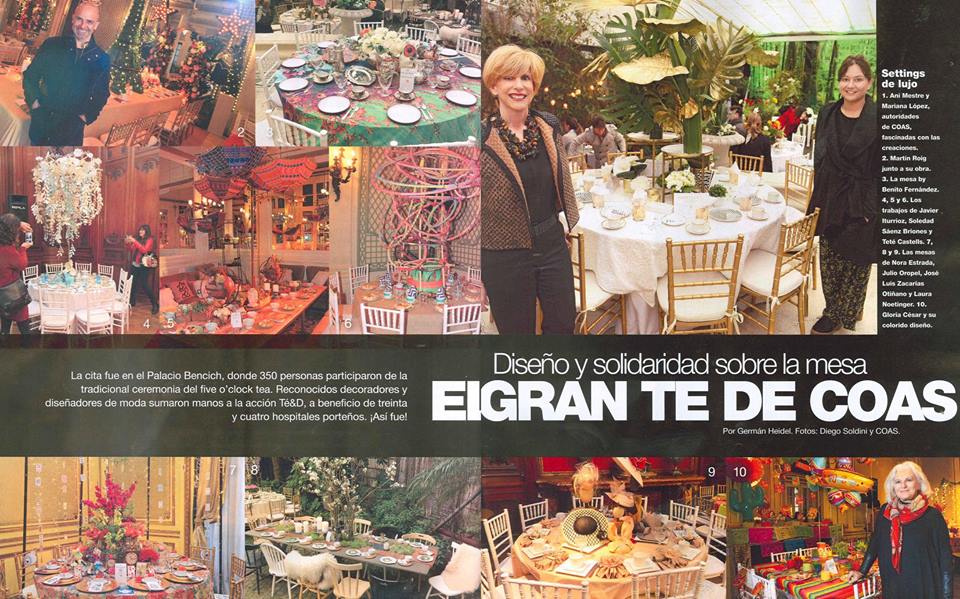 Settings
de lujo
1. Ani Mestre y
Mariana López,
autoridades
de COAS,
fascinadas con las
creaciones.
2. Martín Roig
junto a su obra.
3. La mesa by
Benito Fernández.
4, 5 y 6. Los
trabajos de Javier
Iturrioz, Soledad
Sáenz Briones y
Teté Castells. 7,
8 y 9. Las mesas
de Nora Estrada,
Julio Oropel, José
Luis Zacarías
Otiñano y Laura
Noetinger. 10.
Gloria César y su
colorido diseño.
2
3
4
5
6
Diseño y solidaridad sobre la mesa
ElGRAN TE DE COAS
Por Germán Heidel. Fotos: Diego Soldini y COAS.
La cita fue en el Palacio Bencich, donde 350 personas participaron de la
tradicional ceremonia del five o'clock tea. Reconocidos decoradores y
diseñadores de moda sumaron manos a la acción Té&D, a beneficio de treinta
y cuatro hospitales porteños. ¡Así fue!
7
8
9
10